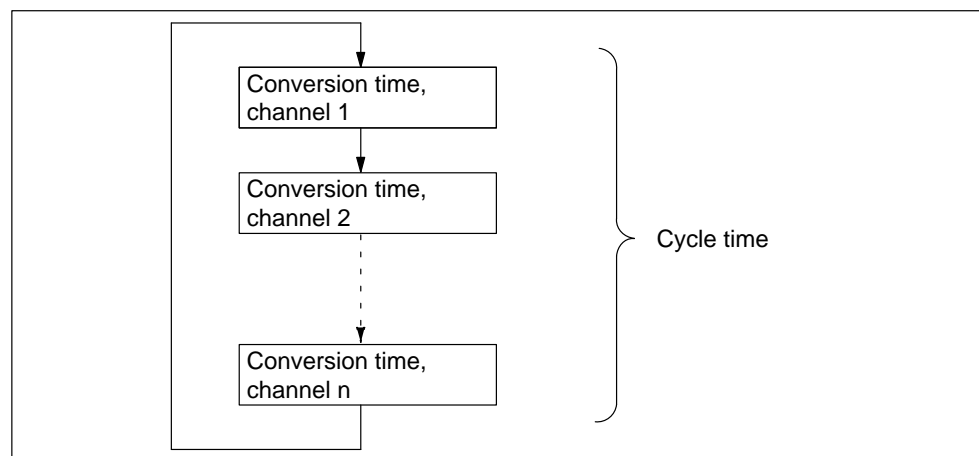 Conversion time,
channel 1
Conversion time,
channel 2
Cycle time
Conversion time,
channel n